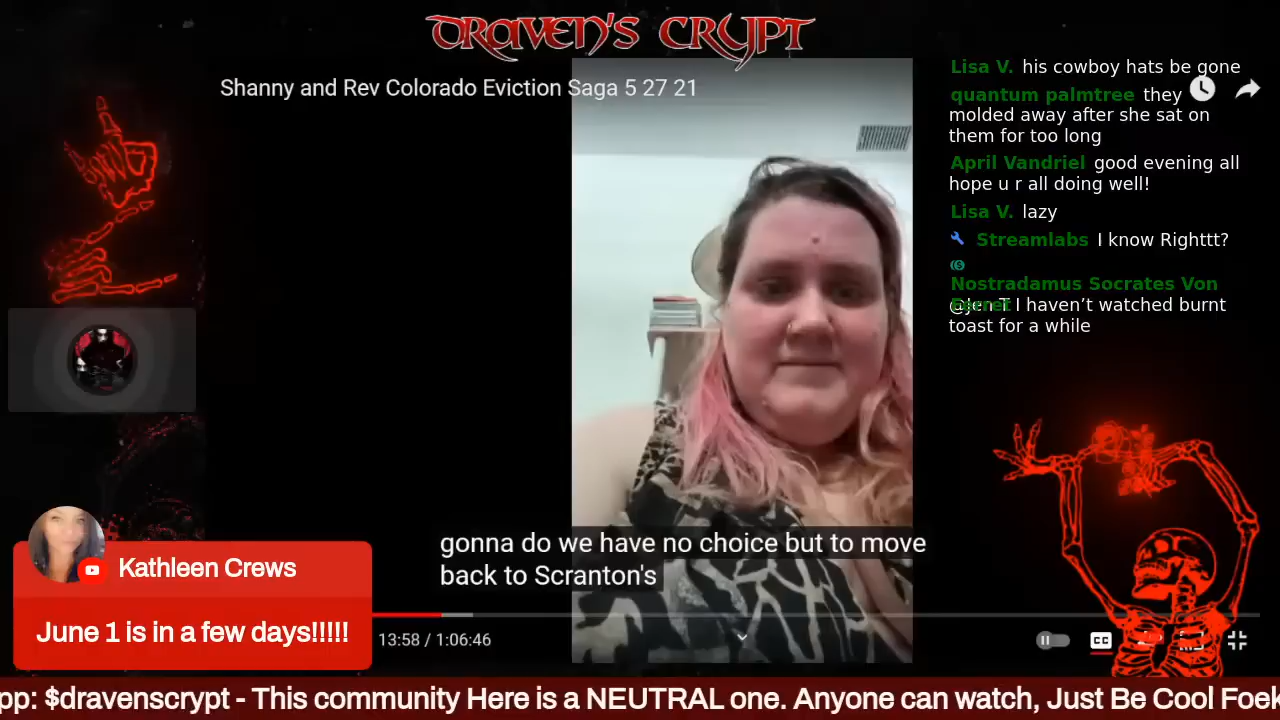 DRAVEN'S CRYPT
Shanny and Rev Colorado Eviction Saga 5 27 21
Lisa V. his cowboy hats be gone
quantum palmtree they
molded away after she sat on
them for too long
April Vandriel good evening all
hope u r all doing well!
Lisa V. lazy
Streamlabs I know Righttt?
Nostradamus Socrates Von
Ferret
@Jen T I haven’t watched burnt
toast for a while
gonna do we have no choice but to move
back to Scranton's
Kathleen Crews
June 1 is in a few days!!!!!
13:58 / 1:06:46
CC
pp: $dravenscrypt - This community Here is a NEUTRAL one. Anyone can watch, Just Be Cool Foek